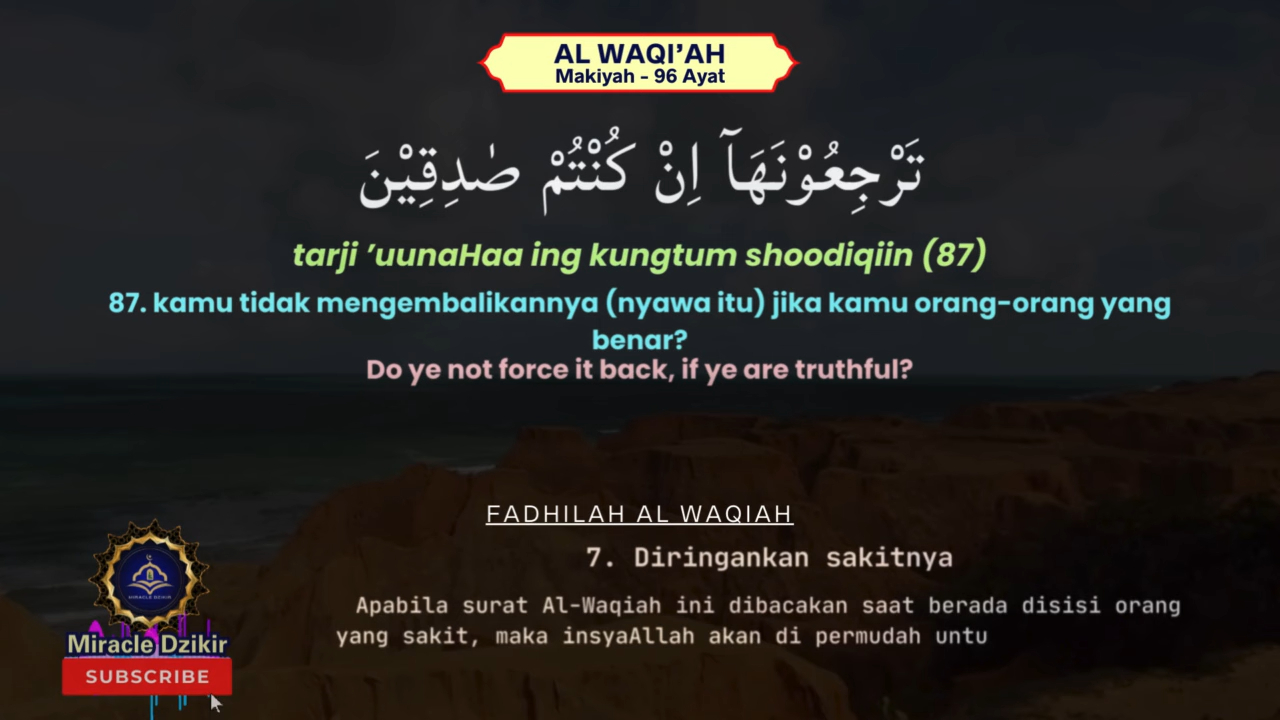 AL WAQI’AH
Makiyah - 96 Ayat
تَرْجِعُوْنَهَآ اِنْ كُنْتُمْ صٰدِقِيْنَ
tarji ’uunaHaa ing kungtum shoodiqiin (87)
87. kamu tidak mengembalikannya (nyawa itu) jika kamu orang-orang yang
benar?
Do ye not force it back, if ye are truthful?
FADHILAH AL WAQIAH
7. Diringankan sakitnya
Apabila surat Al-Waqiah ini dibacakan saat berada disisi orang
yang sakit, maka insyaAllah akan di permudah untu
MIRACLE DZIKIR
Miracle Dzikir
SUBSCRIBE